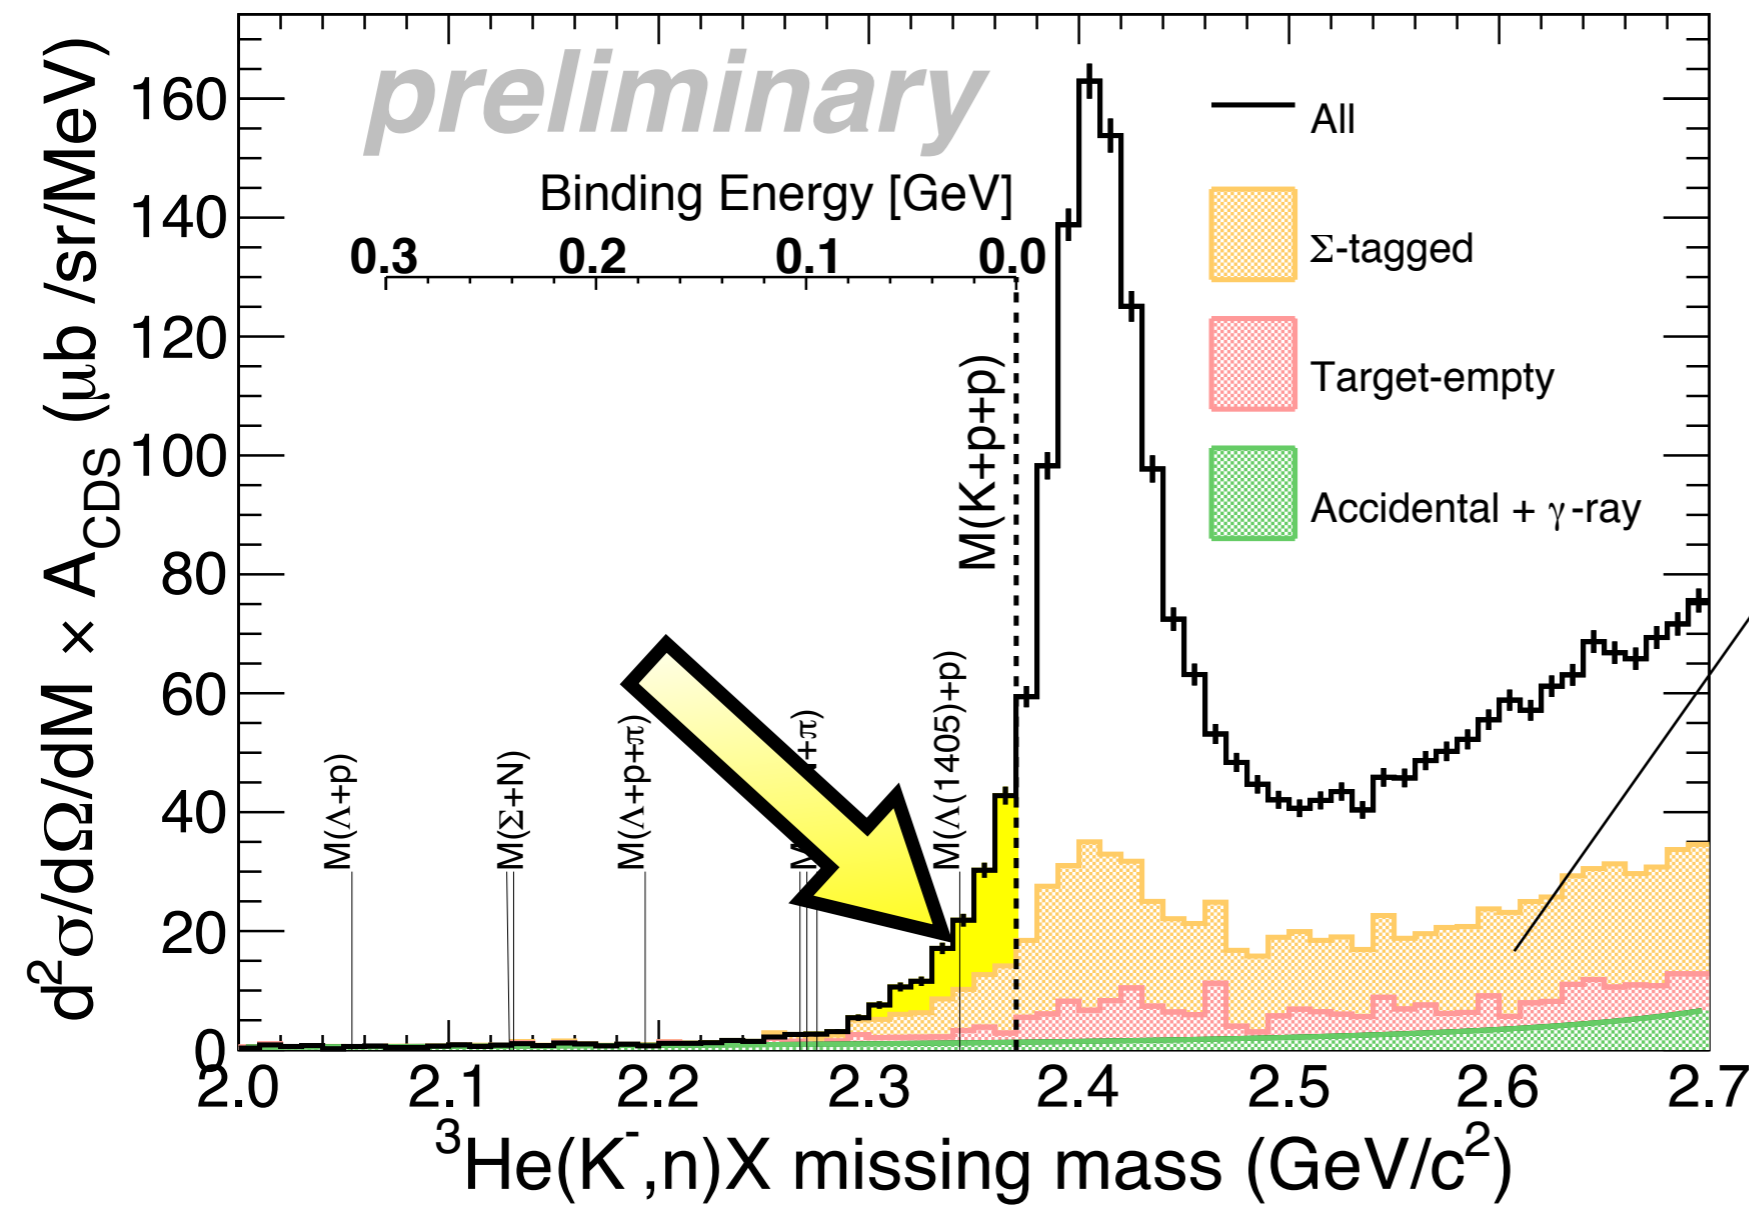 preliminary
Binding Energy [GeV]
0.3 0.2 0.1 0.0
All
Σ-tagged
Target-empty
Accidental + γ-ray
M(K+p+p)
M(Λ+p)
M(Σ+N)
M(Λ+p+π)
+π)
M(Λ(1405)+p)
d²σ/dΩ/dM × A_CDS (μb /sr/MeV)
160
140
120
100
80
60
40
20
0
2.0 2.1 2.2 2.3 2.4 2.5 2.6 2.7
³He(K⁻,n)X missing mass (GeV/c²)